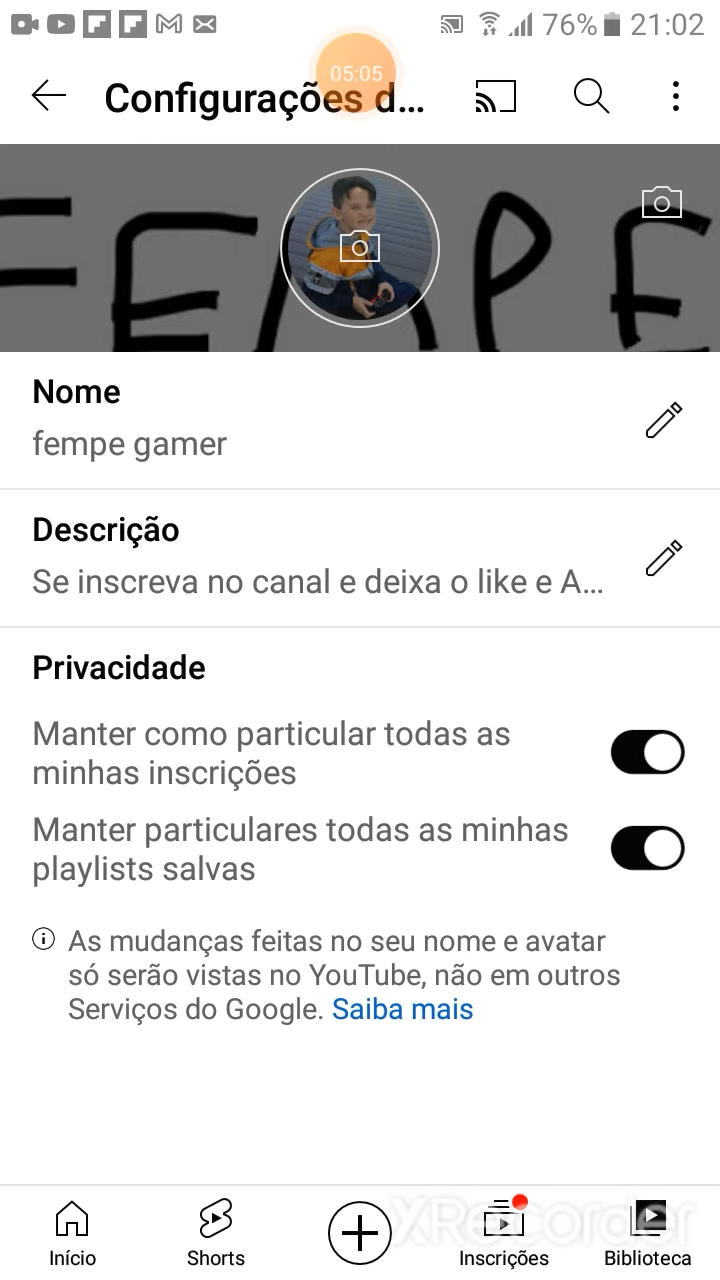 76% 21:02
05:05
Configurações d...
FEMPE
Nome
fempe gamer
Descrição
Se inscreva no canal e deixa o like e A...
Privacidade
Manter como particular todas as
minhas inscrições
Manter particulares todas as minhas
playlists salvas
As mudanças feitas no seu nome e avatar
só serão vistas no YouTube, não em outros
Serviços do Google. Saiba mais
XRecorder
Início Shorts Inscrições Biblioteca